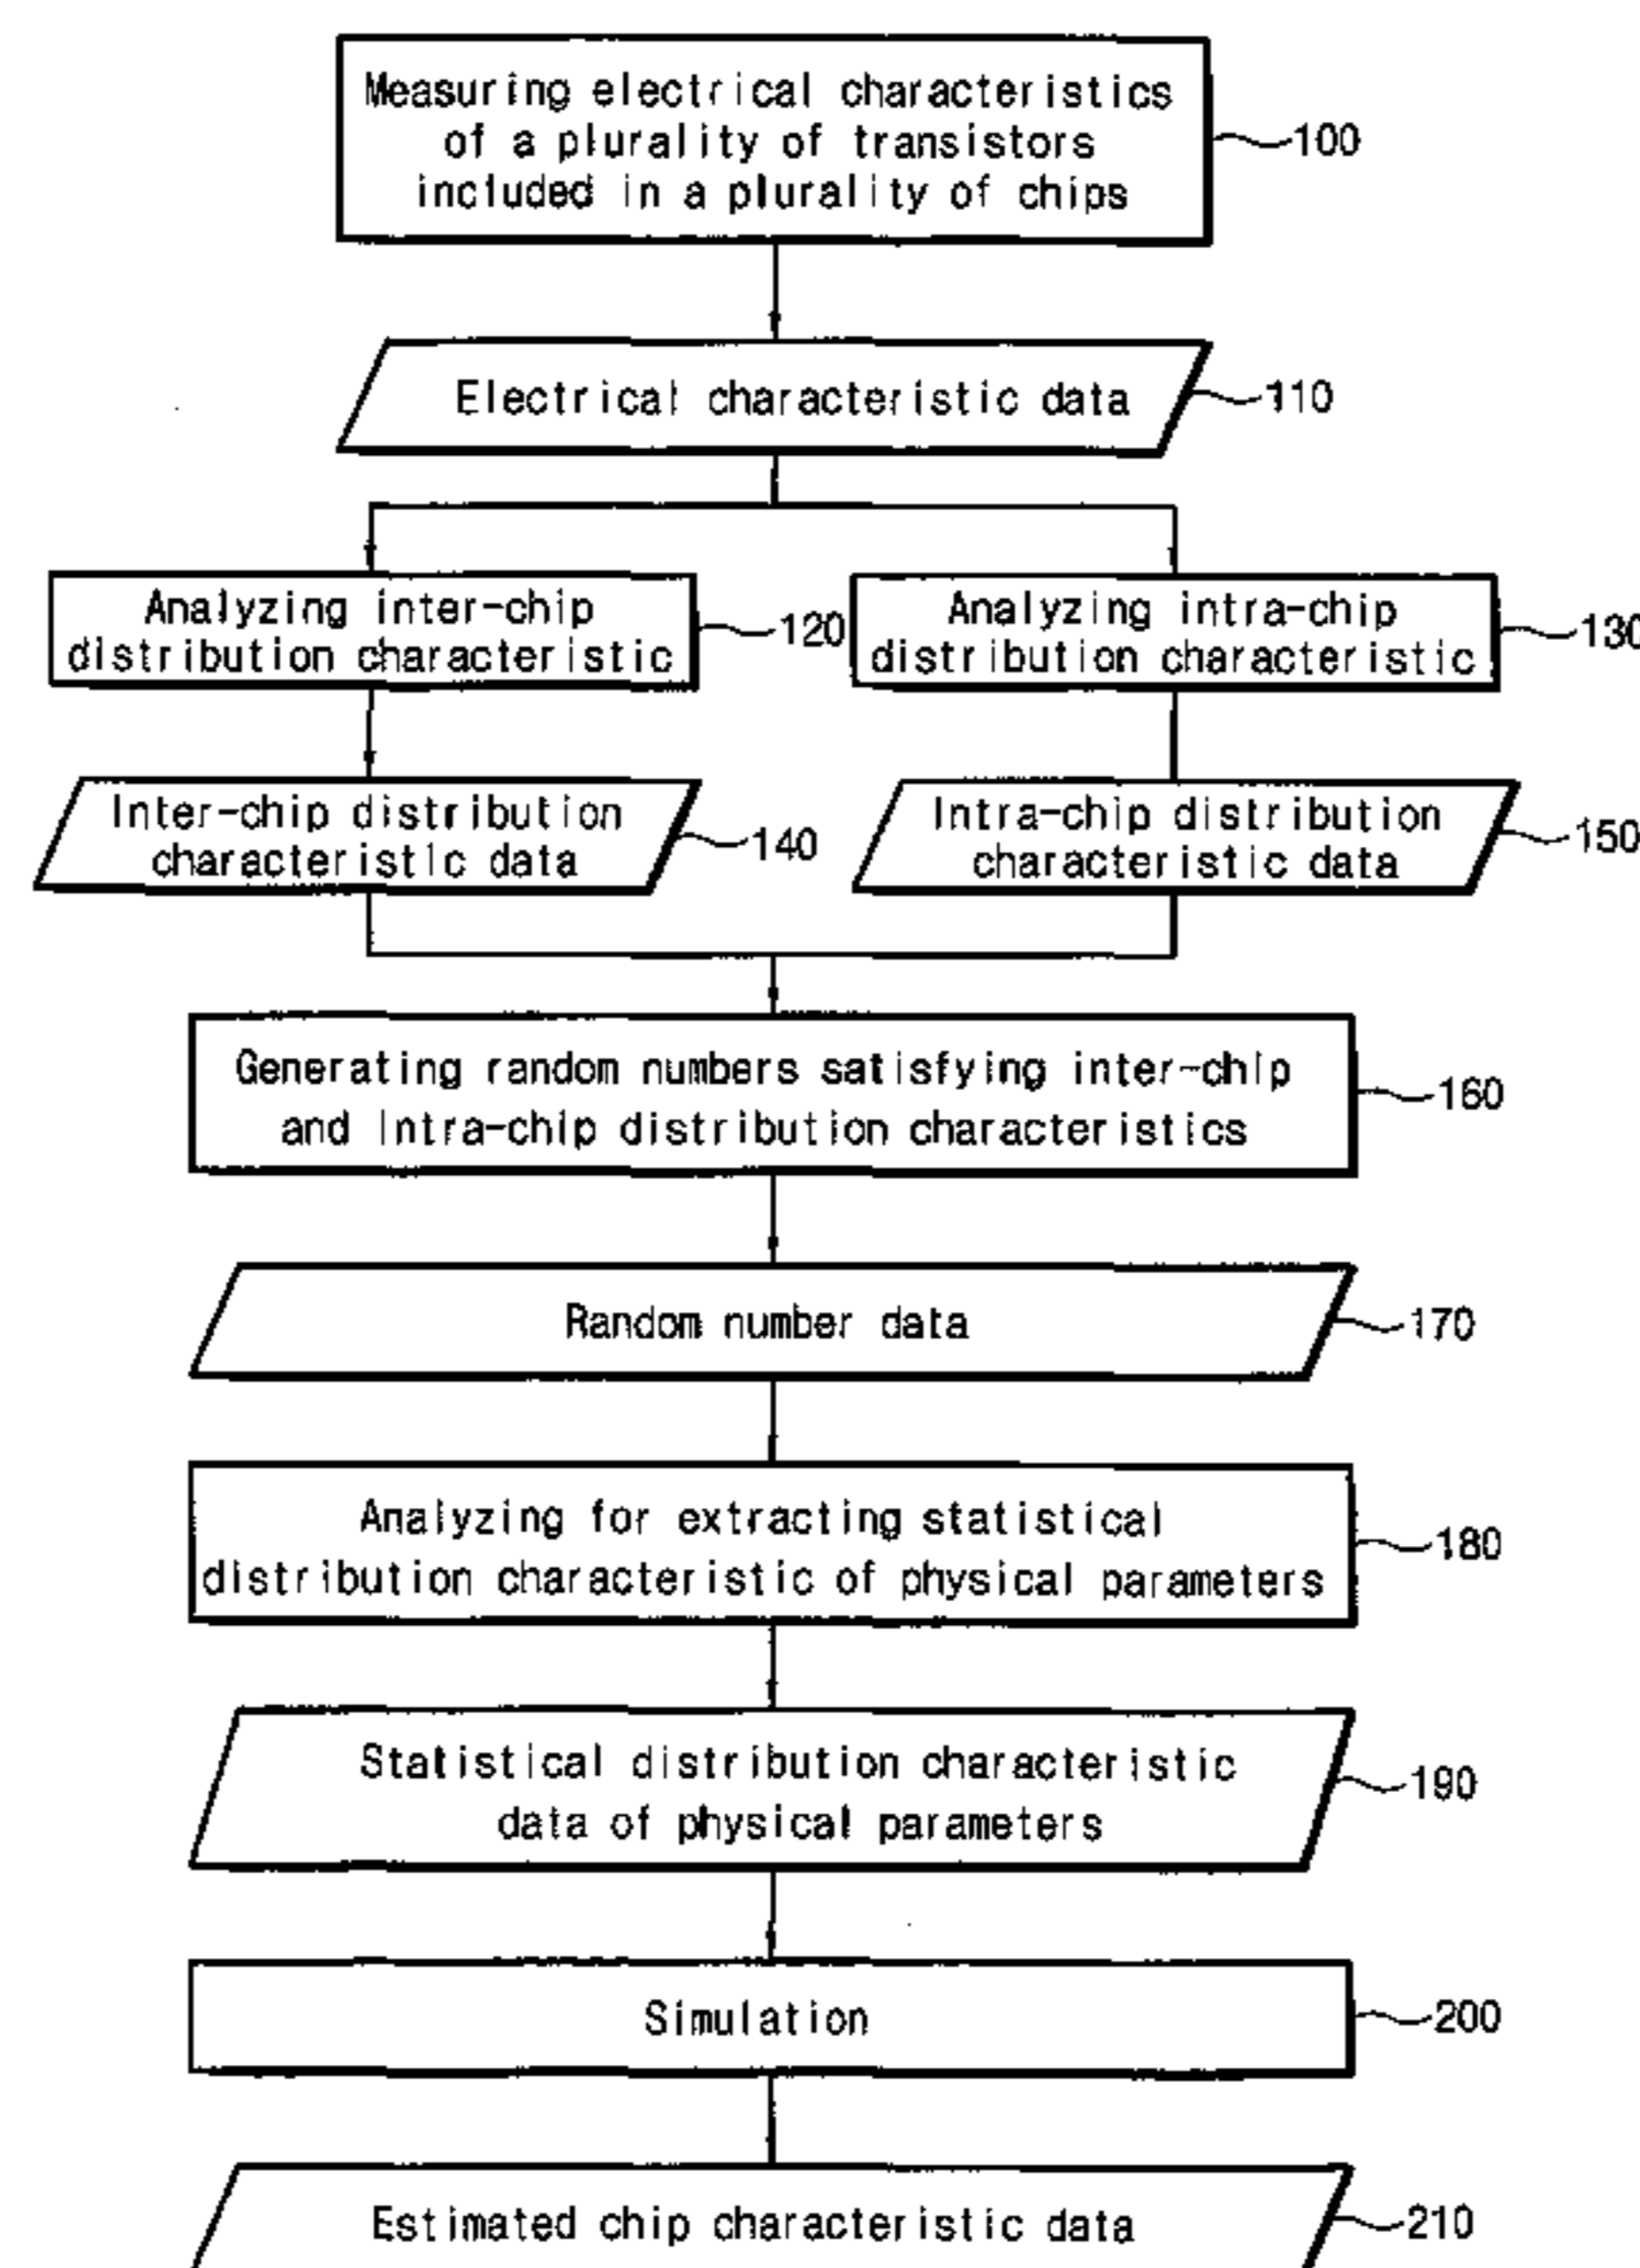 Measuring electrical characteristics
of a plurality of transistors
included in a plurality of chips
100
Electrical characteristic data
110
Analyzing inter-chip
distribution characteristic
120
Analyzing intra-chip
distribution characteristic
130
Inter-chip distribution
characteristic data
140
Intra-chip distribution
characteristic data
150
Generating random numbers satisfying inter-chip
and Intra-chip distribution characteristics
160
Random number data
170
Analyzing for extracting statistical
distribution characteristic of physical parameters
180
Statistical distribution characteristic
data of physical parameters
190
Simulation
200
Estimated chip characteristic data
210